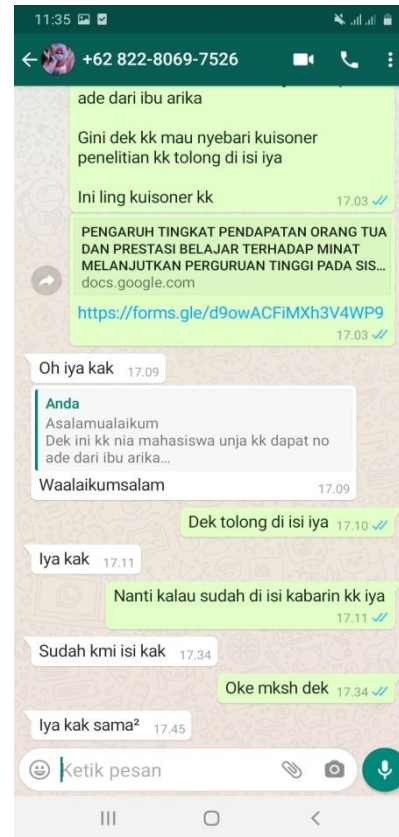 11:35
+62 822-8069-7526
ade dari ibu arika
Gini dek kk mau nyebari kuisoner
penelitian kk tolong di isi iya
Ini ling kuisoner kk
17.03
PENGARUH TINGKAT PENDAPATAN ORANG TUA
DAN PRESTASI BELAJAR TERHADAP MINAT
MELANJUTKAN PERGURUAN TINGGI PADA SIS...
docs.google.com
https://forms.gle/d9owACFiMXh3V4WP9
17.03
Oh iya kak 17.09
Anda
Asalamualaikum
Dek ini kk nia mahasiswa unja kk dapat no
ade dari ibu arika...
Waalaikumsalam 17.09
Dek tolong di isi iya 17.10
Iya kak 17.11
Nanti kalau sudah di isi kabarin kk iya
17.11
Sudah kmi isi kak 17.34
Oke mksh dek 17.34
Iya kak sama² 17.45
Ketik pesan